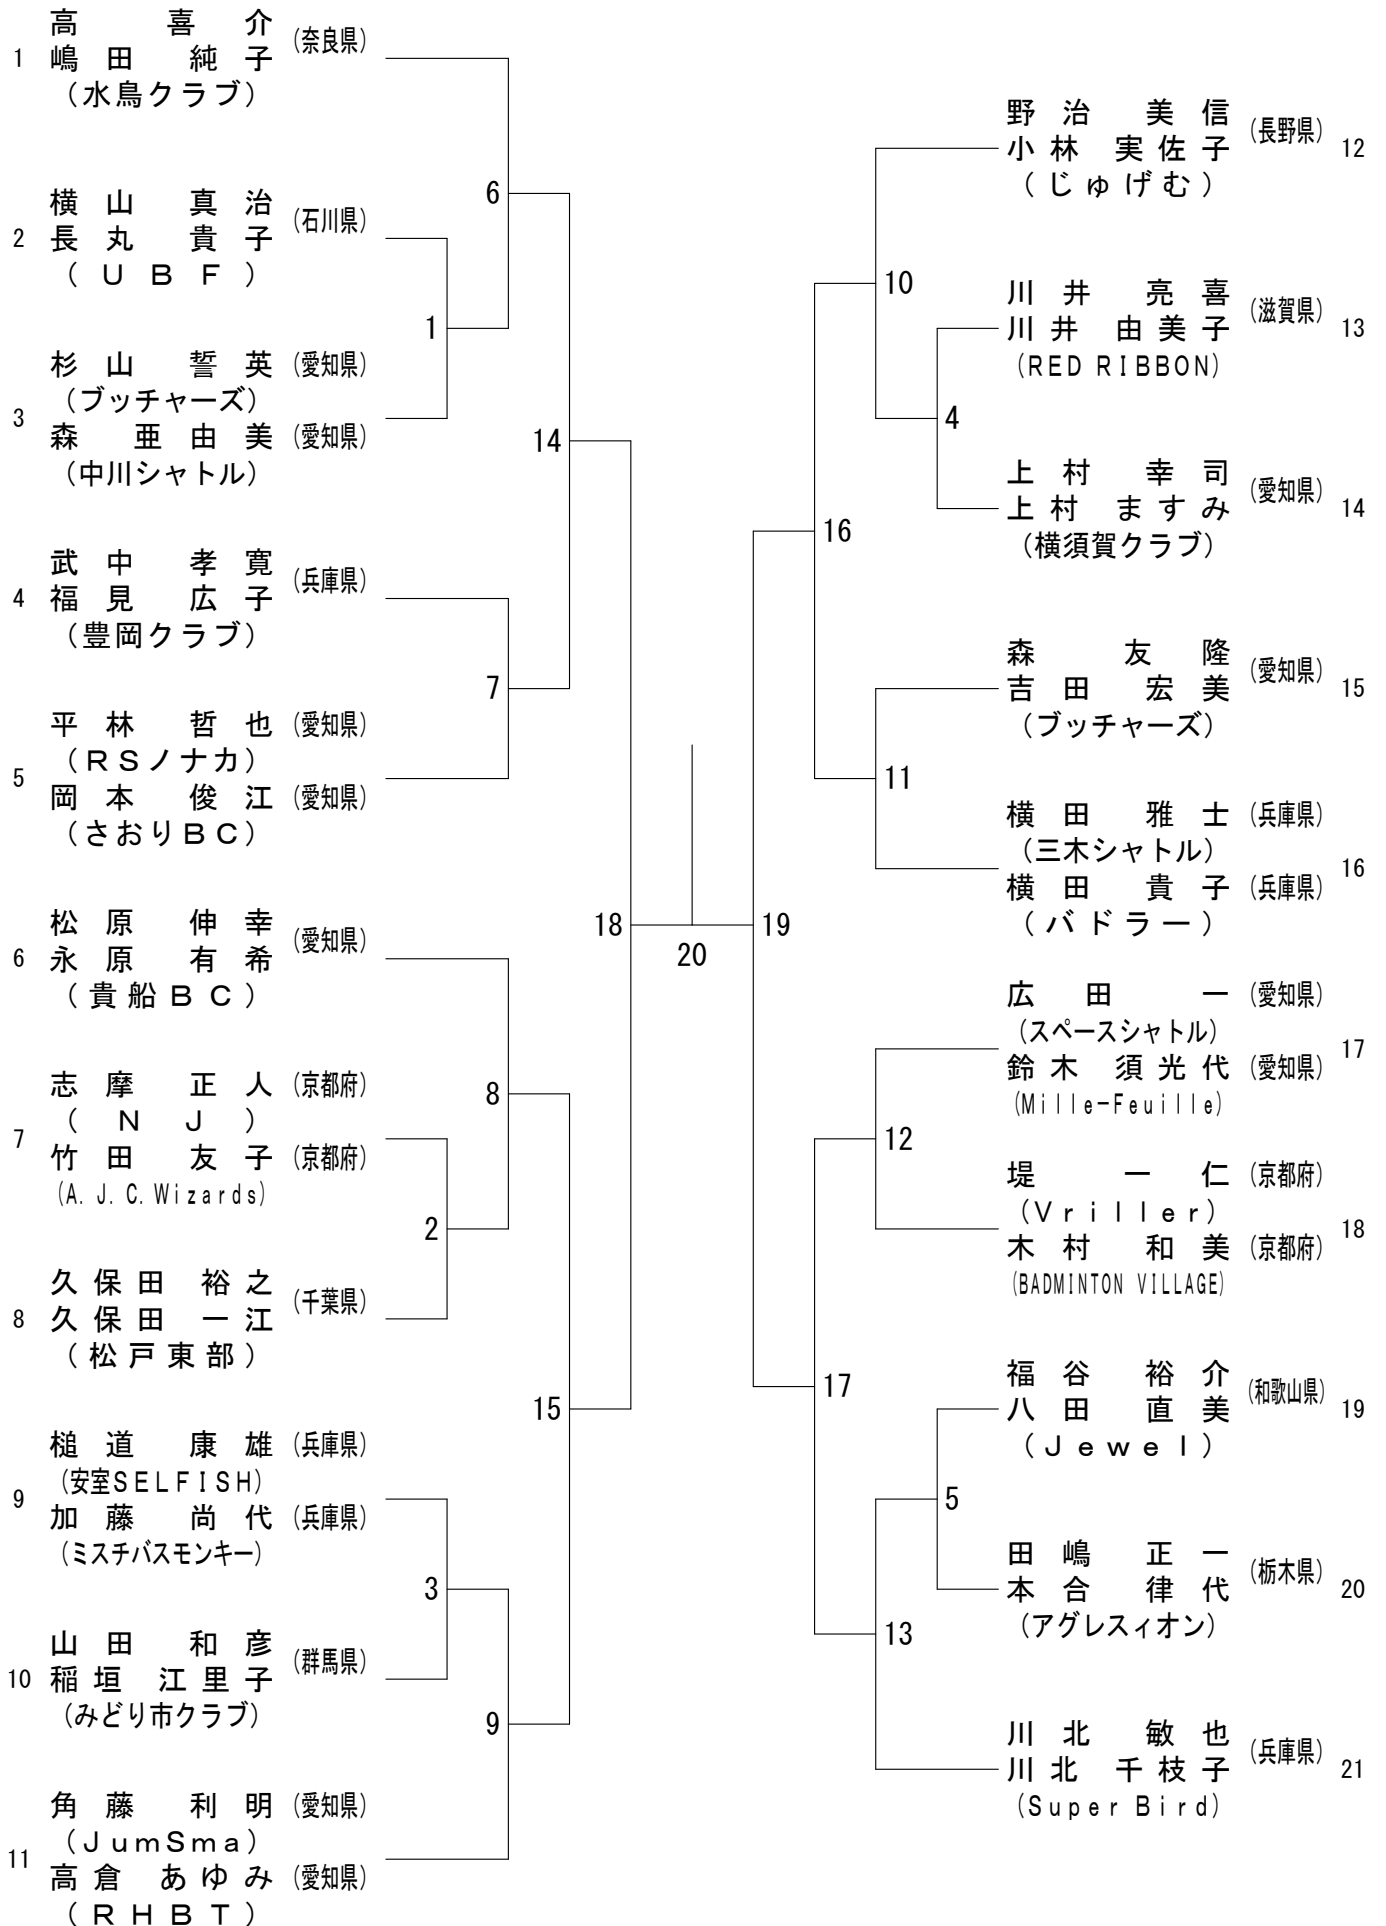 高 喜介 (奈良県)
1 嶋田 純子
(水鳥クラブ)
横山 真治 (石川県)
2 長丸 貴子
(UBF)
杉山 誓英 (愛知県)
(ブッチャーズ)
3
森 亜由美 (愛知県)
(中川シャトル)
武中 孝寛 (兵庫県)
4 福見 広子
(豊岡クラブ)
平林 哲也 (愛知県)
(RSノナカ)
5
岡本 俊江 (愛知県)
(さおりBC)
松原 伸幸 (愛知県)
6 永原 有希
(貴船BC)
志摩 正人 (京都府)
(NJ)
7
竹田 友子 (京都府)
(A.J.C.Wizards)
久保田 裕之 (千葉県)
8 久保田 一江
(松戸東部)
槌道 康雄 (兵庫県)
(安室SELFISH)
9
加藤 尚代 (兵庫県)
(ミスチバスモンキー)
山田 和彦 (群馬県)
10 稲垣 江里子
(みどり市クラブ)
角藤 利明 (愛知県)
(JumSma)
11
高倉 あゆみ (愛知県)
(RHBT)
6
1
14
7
18
8
2
15
3
9
20
19
10
4
16
11
12
17
5
13
野治 美信 (長野県)
小林 実佐子 12
(じゅげむ)
川井 亮喜 (滋賀県)
川井 由美子 13
(RED RIBBON)
上村 幸司 (愛知県)
上村 ますみ 14
(横須賀クラブ)
森 友隆 (愛知県)
吉田 宏美 15
(ブッチャーズ)
横田 雅士 (兵庫県)
(三木シャトル)
16
横田 貴子 (兵庫県)
(バドラー)
広田 一 (愛知県)
(スペースシャトル)
17
鈴木 須光代 (愛知県)
(Mille-Feuille)
堤 一仁 (京都府)
(Vriller)
18
木村 和美 (京都府)
(BADMINTON VILLAGE)
福谷 裕介 (和歌山県)
八田 直美 19
(Jewel)
田嶋 正一 (栃木県)
本合 律代 20
(アグレスィオン)
川北 敏也 (兵庫県)
川北 千枝子 21
(Super Bird)